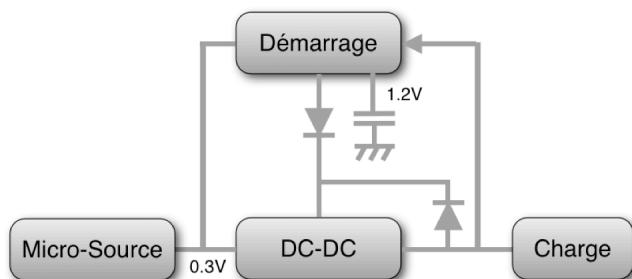 Démarrage
1.2V
Micro-Source
0.3V
DC-DC
Charge